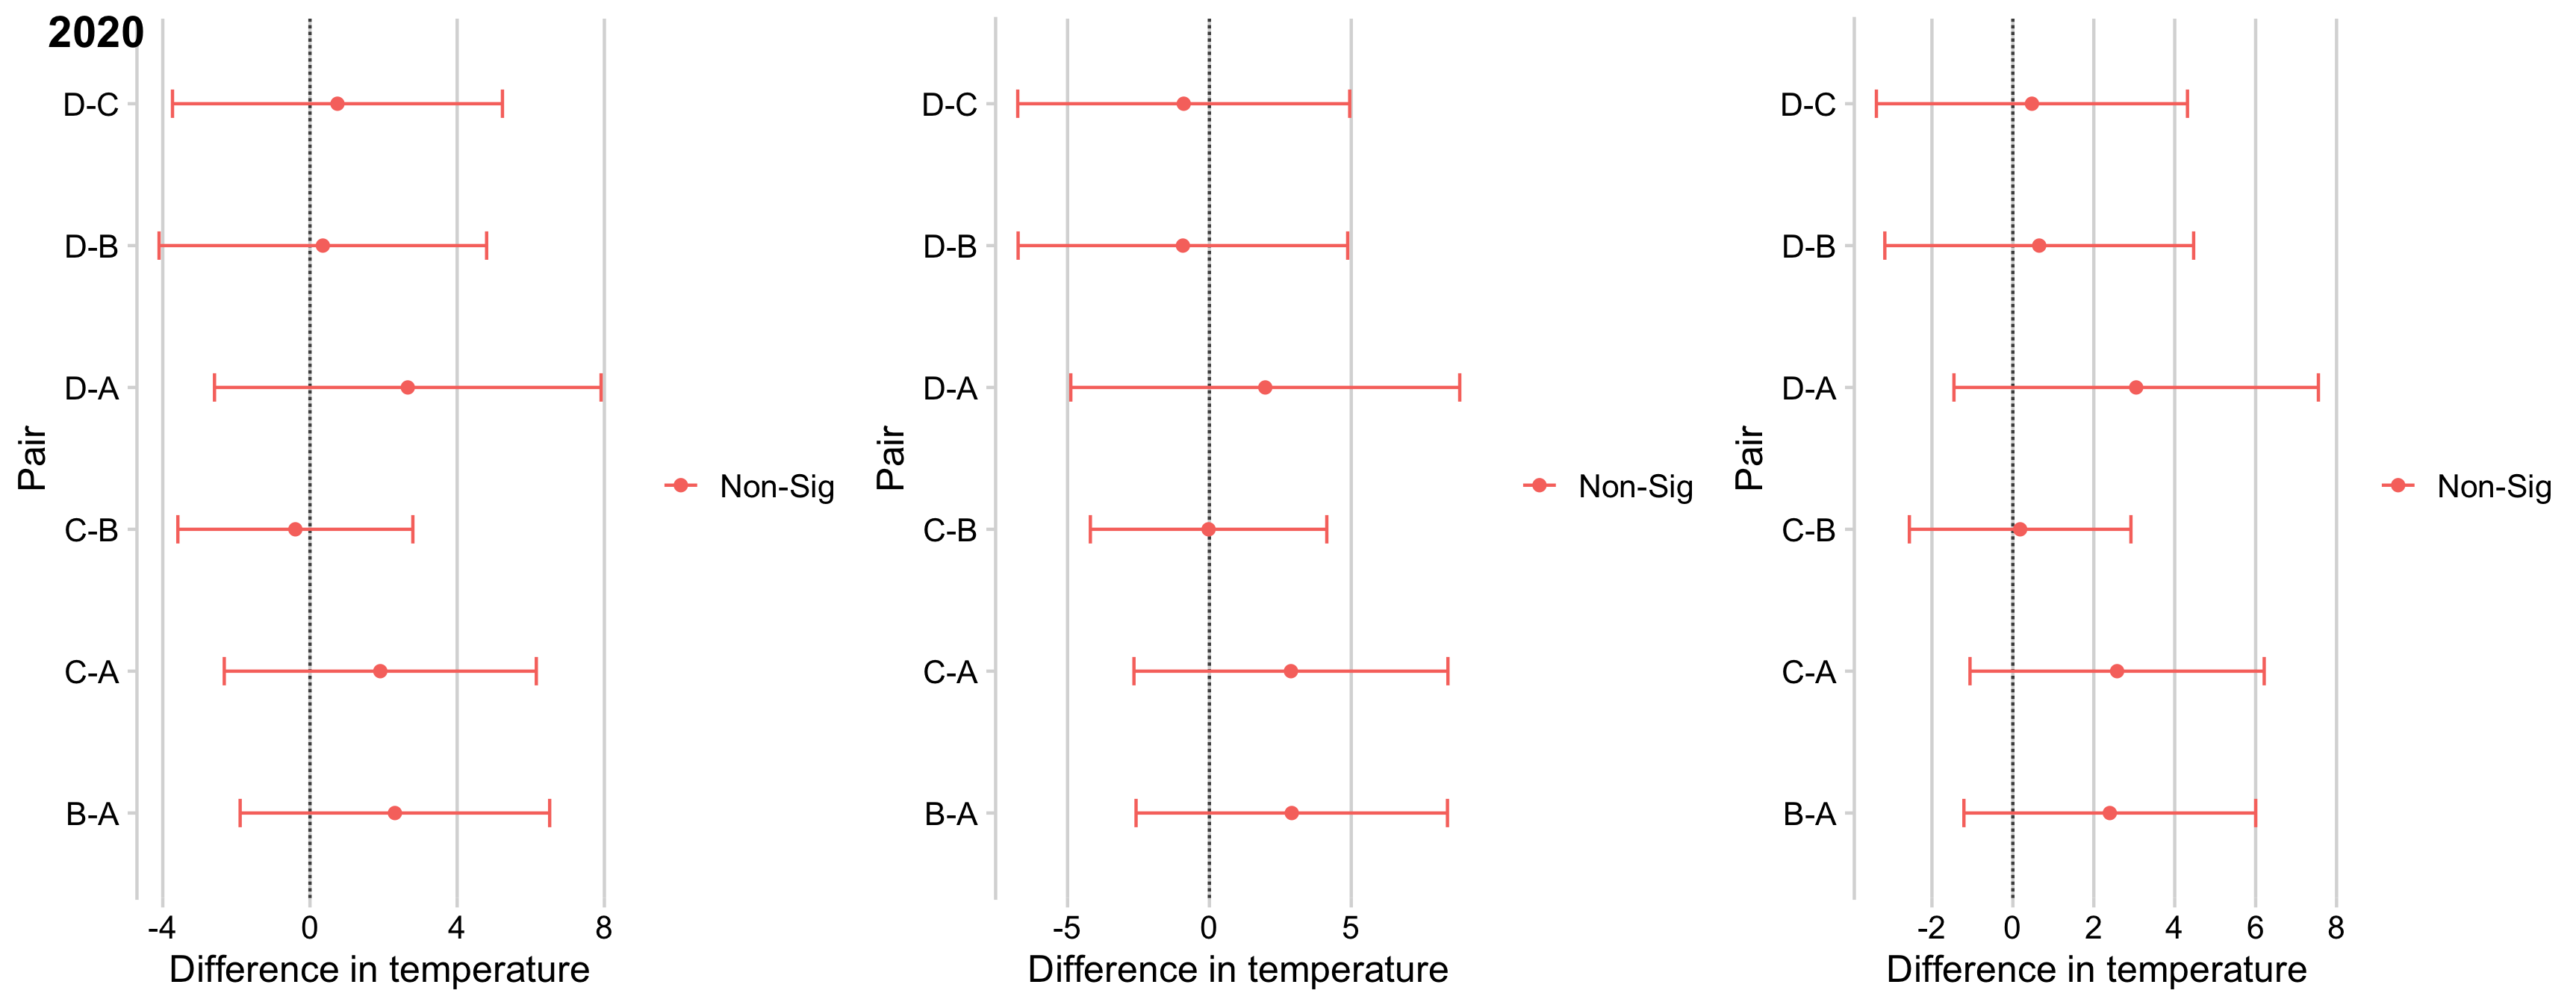 2020
D-C
D-B
D-A
C-B
C-A
B-A
Pair
-4 0 4 8
Difference in temperature
Non-Sig
D-C
D-B
D-A
C-B
C-A
B-A
Pair
-5 0 5
Difference in temperature
Non-Sig
D-C
D-B
D-A
C-B
C-A
B-A
Pair
-2 0 2 4 6 8
Difference in temperature
Non-Sig